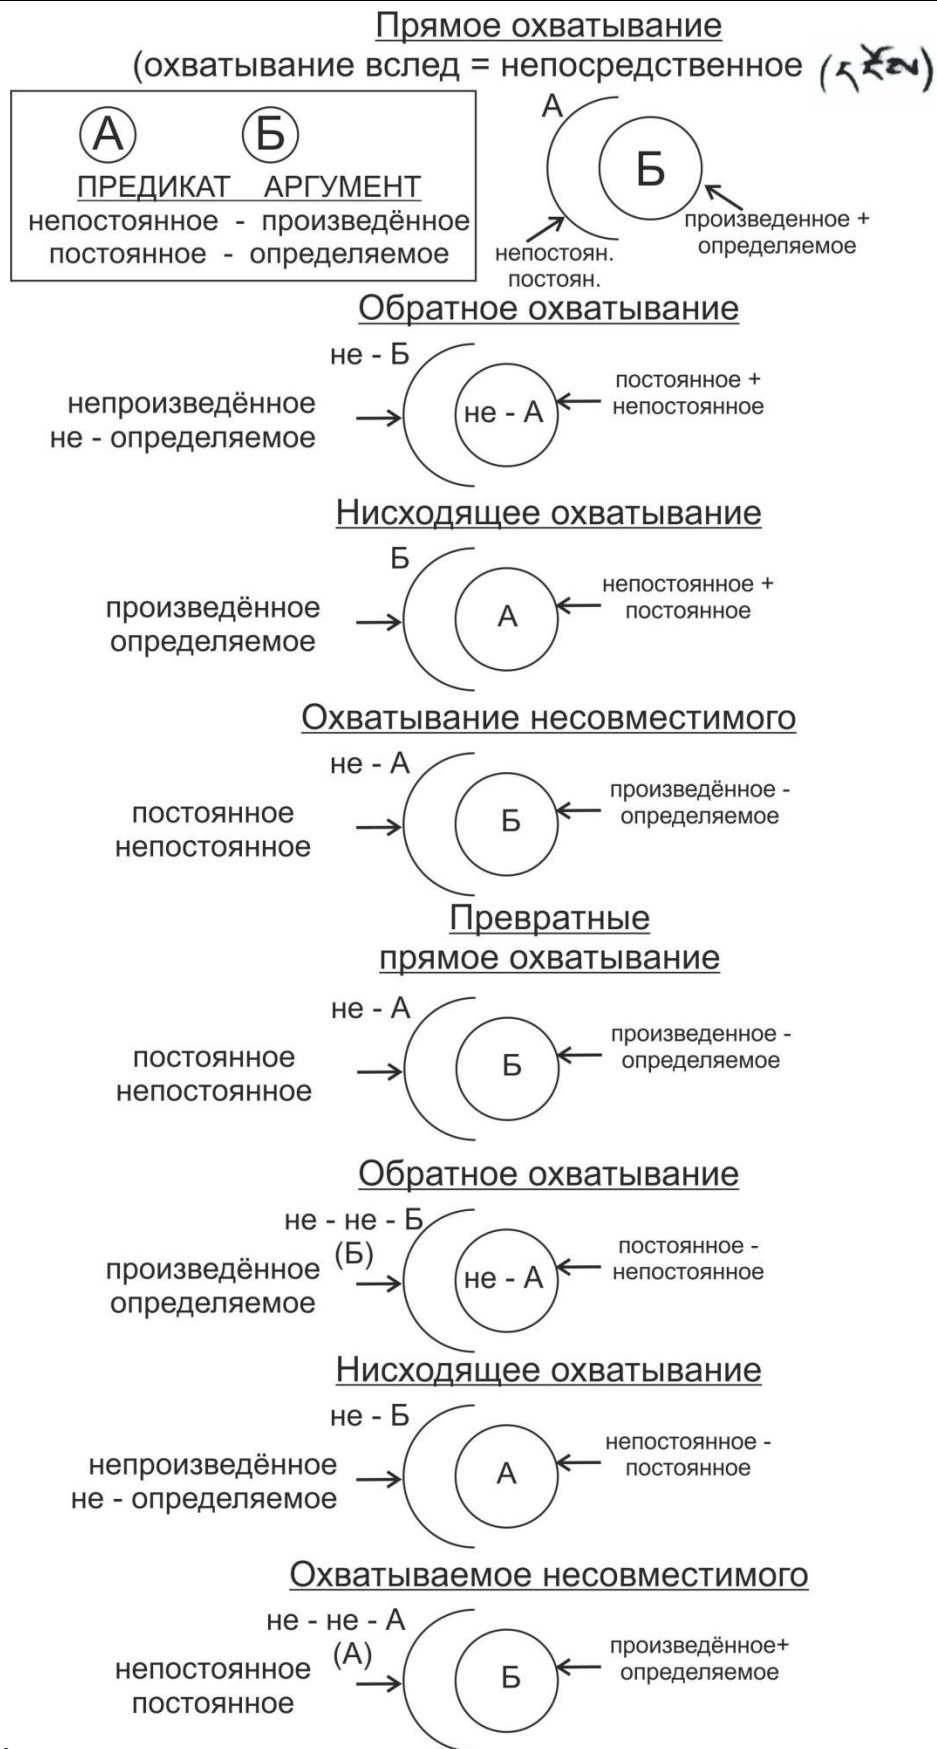 Прямое охватывание
(охватывание вслед = непосредственное
А Б
ПРЕДИКАТ АРГУМЕНТ
непостоянное - произведённое
постоянное - определяемое
А
Б
произведенное +
определяемое
непостоян.
постоян.
Обратное охватывание
не - Б
непроизведённое
не - определяемое
не - А
постоянное +
непостоянное
Нисходящее охватывание
Б
произведённое
определяемое
А
непостоянное +
постоянное
Охватывание несовместимого
не - А
постоянное
непостоянное
Б
произведённое -
определяемое
Превратные
прямое охватывание
не - А
постоянное
непостоянное
Б
произведенное -
определяемое
Обратное охватывание
не - не - Б
(Б)
произведённое
определяемое
не - А
постоянное -
непостоянное
Нисходящее охватывание
не - Б
непроизведённое
не - определяемое
А
непостоянное -
постоянное
Охватываемое несовместимого
не - не - А
(А)
непостоянное
постоянное
Б
произведённое+
определяемое